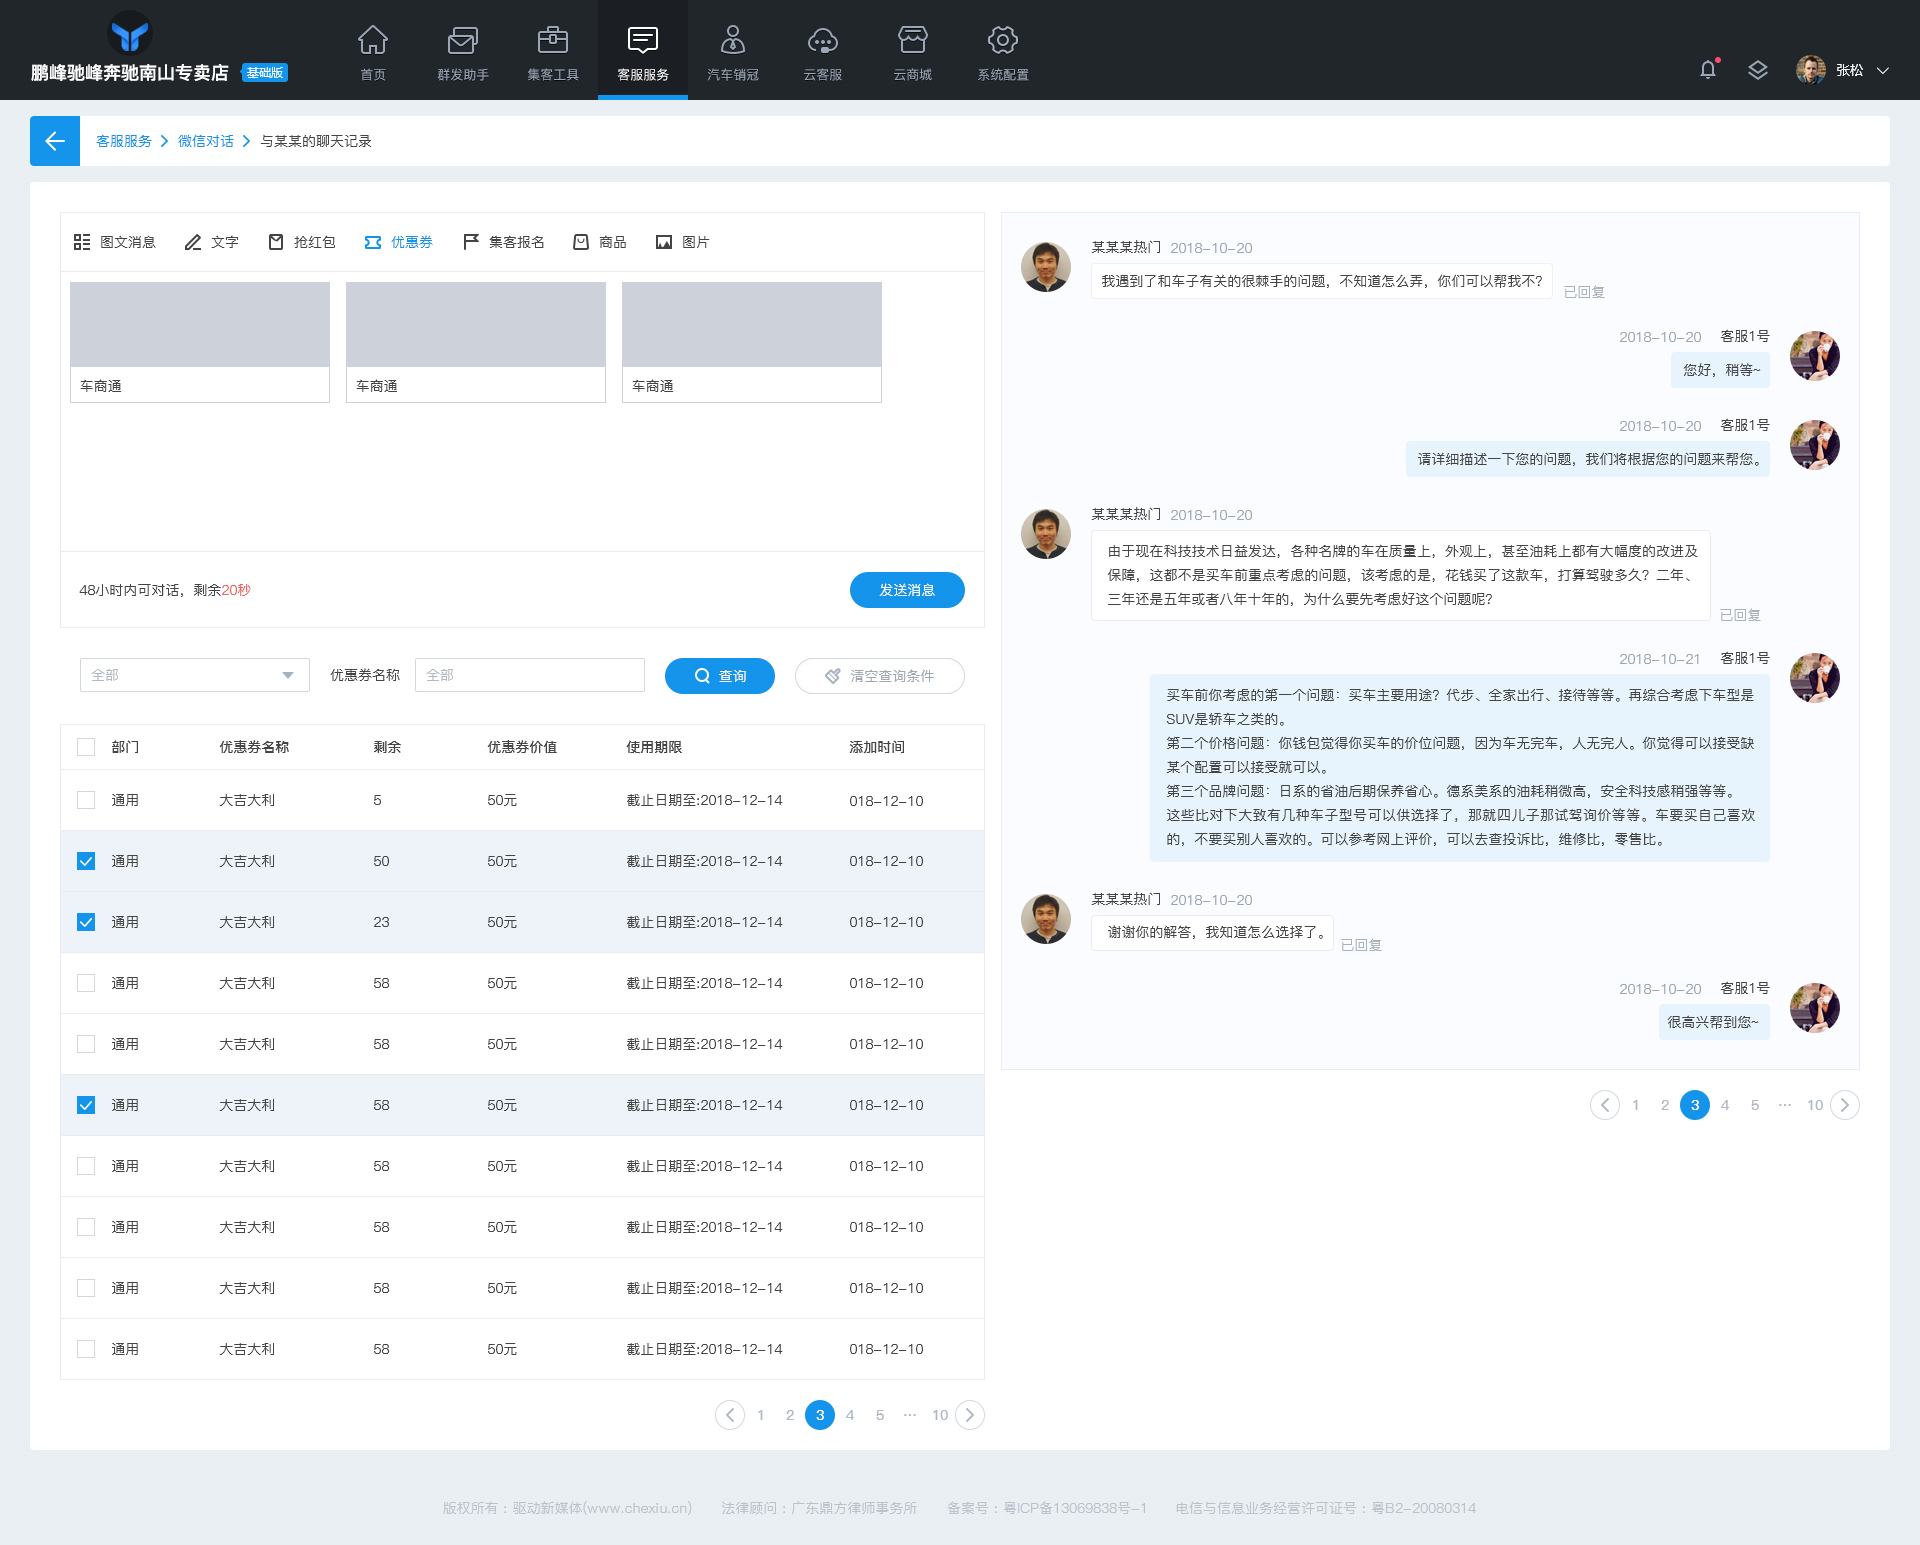 鹏峰驰峰奔驰南山专卖店 基础版
首页 群发助手 集客工具 客服服务 汽车销冠 云客服 云商城 系统配置
张松
客服服务 微信对话 与某某的聊天记录
图文消息 文字 抢红包 优惠券 集客报名 商品 图片
车商通 车商通 车商通
48小时内可对话，剩余20秒 发送消息
全部 优惠券名称 全部 查询 清空查询条件
部门 优惠券名称 剩余 优惠券价值 使用期限 添加时间
通用 大吉大利 5 50元 截止日期至:2018-12-14 018-12-10
通用 大吉大利 50 50元 截止日期至:2018-12-14 018-12-10
通用 大吉大利 23 50元 截止日期至:2018-12-14 018-12-10
通用 大吉大利 58 50元 截止日期至:2018-12-14 018-12-10
通用 大吉大利 58 50元 截止日期至:2018-12-14 018-12-10
通用 大吉大利 58 50元 截止日期至:2018-12-14 018-12-10
通用 大吉大利 58 50元 截止日期至:2018-12-14 018-12-10
通用 大吉大利 58 50元 截止日期至:2018-12-14 018-12-10
通用 大吉大利 58 50元 截止日期至:2018-12-14 018-12-10
通用 大吉大利 58 50元 截止日期至:2018-12-14 018-12-10
1 2 3 4 5 ··· 10
某某某热门 2018-10-20
我遇到了和车子有关的很棘手的问题，不知道怎么弄，你们可以帮我不？
已回复
2018-10-20 客服1号
您好，稍等~
2018-10-20 客服1号
请详细描述一下您的问题，我们将根据您的问题来帮您。
某某某热门 2018-10-20
由于现在科技技术日益发达，各种名牌的车在质量上，外观上，甚至油耗上都有大幅度的改进及
保障，这都不是买车前重点考虑的问题，该考虑的是，花钱买了这款车，打算驾驶多久？二年、
三年还是五年或者八年十年的，为什么要先考虑好这个问题呢？
已回复
2018-10-21 客服1号
买车前你考虑的第一个问题：买车主要用途？代步、全家出行、接待等等。再综合考虑下车型是
SUV是轿车之类的。
第二个价格问题：你钱包觉得你买车的价位问题，因为车无完车，人无完人。你觉得可以接受缺
某个配置可以接受就可以。
第三个品牌问题：日系的省油后期保养省心。德系美系的油耗稍微高，安全科技感稍强等等。
这些比对下大致有几种车子型号可以供选择了，那就四儿子那试驾询价等等。车要买自己喜欢
的，不要买别人喜欢的。可以参考网上评价，可以去查投诉比，维修比，零售比。
某某某热门 2018-10-20
谢谢你的解答，我知道怎么选择了。
已回复
2018-10-20 客服1号
很高兴帮到您~
1 2 3 4 5 ··· 10
版权所有：驱动新媒体(www.chexiu.cn) 法律顾问：广东鼎方律师事务所 备案号：粤ICP备13069838号-1 电信与信息业务经营许可证号：粤B2-20080314